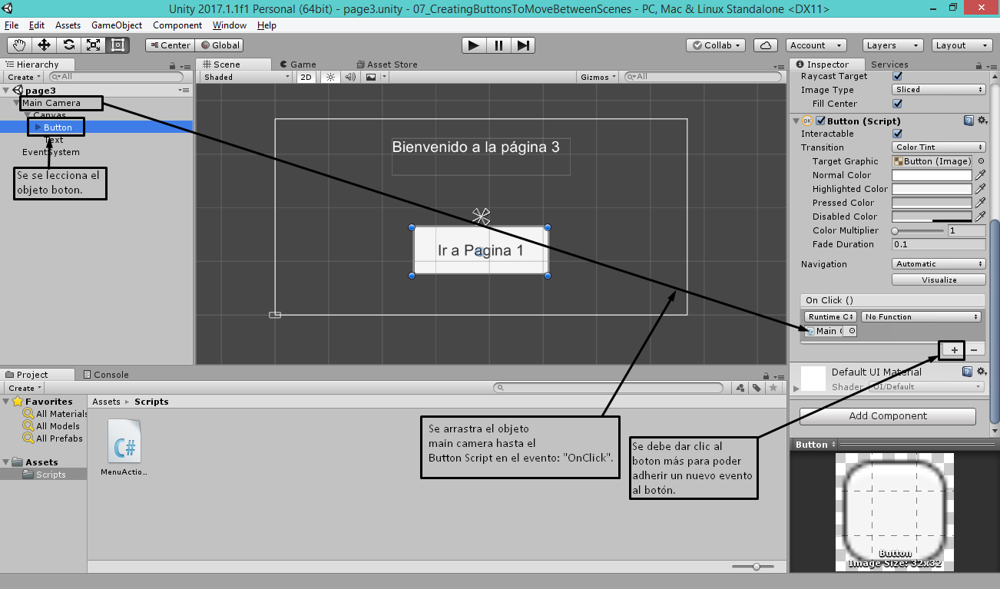 Unity 2017.1.1f1 Personal (64bit) - page3.unity - 07_CreatingButtonsToMoveBetweenScenes - PC, Mac & Linux Standalone <DX11>
File Edit Assets GameObject Component Window Help
Center Global Collab Account Layers Layout
Hierarchy
Create All
page3
Main Camera
Canvas
Button
Text
EventSystem
Se se lecciona el
objeto boton.
Scene Game Asset Store
Shaded 2D Gizmos All
Bienvenido a la página 3
Ir a Pagina 1
Inspector Services
Raycast Target
Image Type Sliced
Fill Center
Button (Script)
Interactable
Transition Color Tint
Target Graphic Button (Image)
Normal Color
Highlighted Color
Pressed Color
Disabled Color
Color Multiplier 1
Fade Duration 0.1
Navigation Automatic
Visualize
On Click ()
Runtime No Function
Main
+ −
Default UI Material
Shader UI/Default
Add Component
Button
Button
Image Size: 32x32
Project Console
Create
Favorites
All Materials
All Models
All Prefabs
Assets
Scripts
Assets Scripts
C#
MenuActio...
Se arrastra el objeto
main camera hasta el
Button Script en el evento: "OnClick".
Se debe dar clic al
boton más para poder
adherir un nuevo evento
al botón.